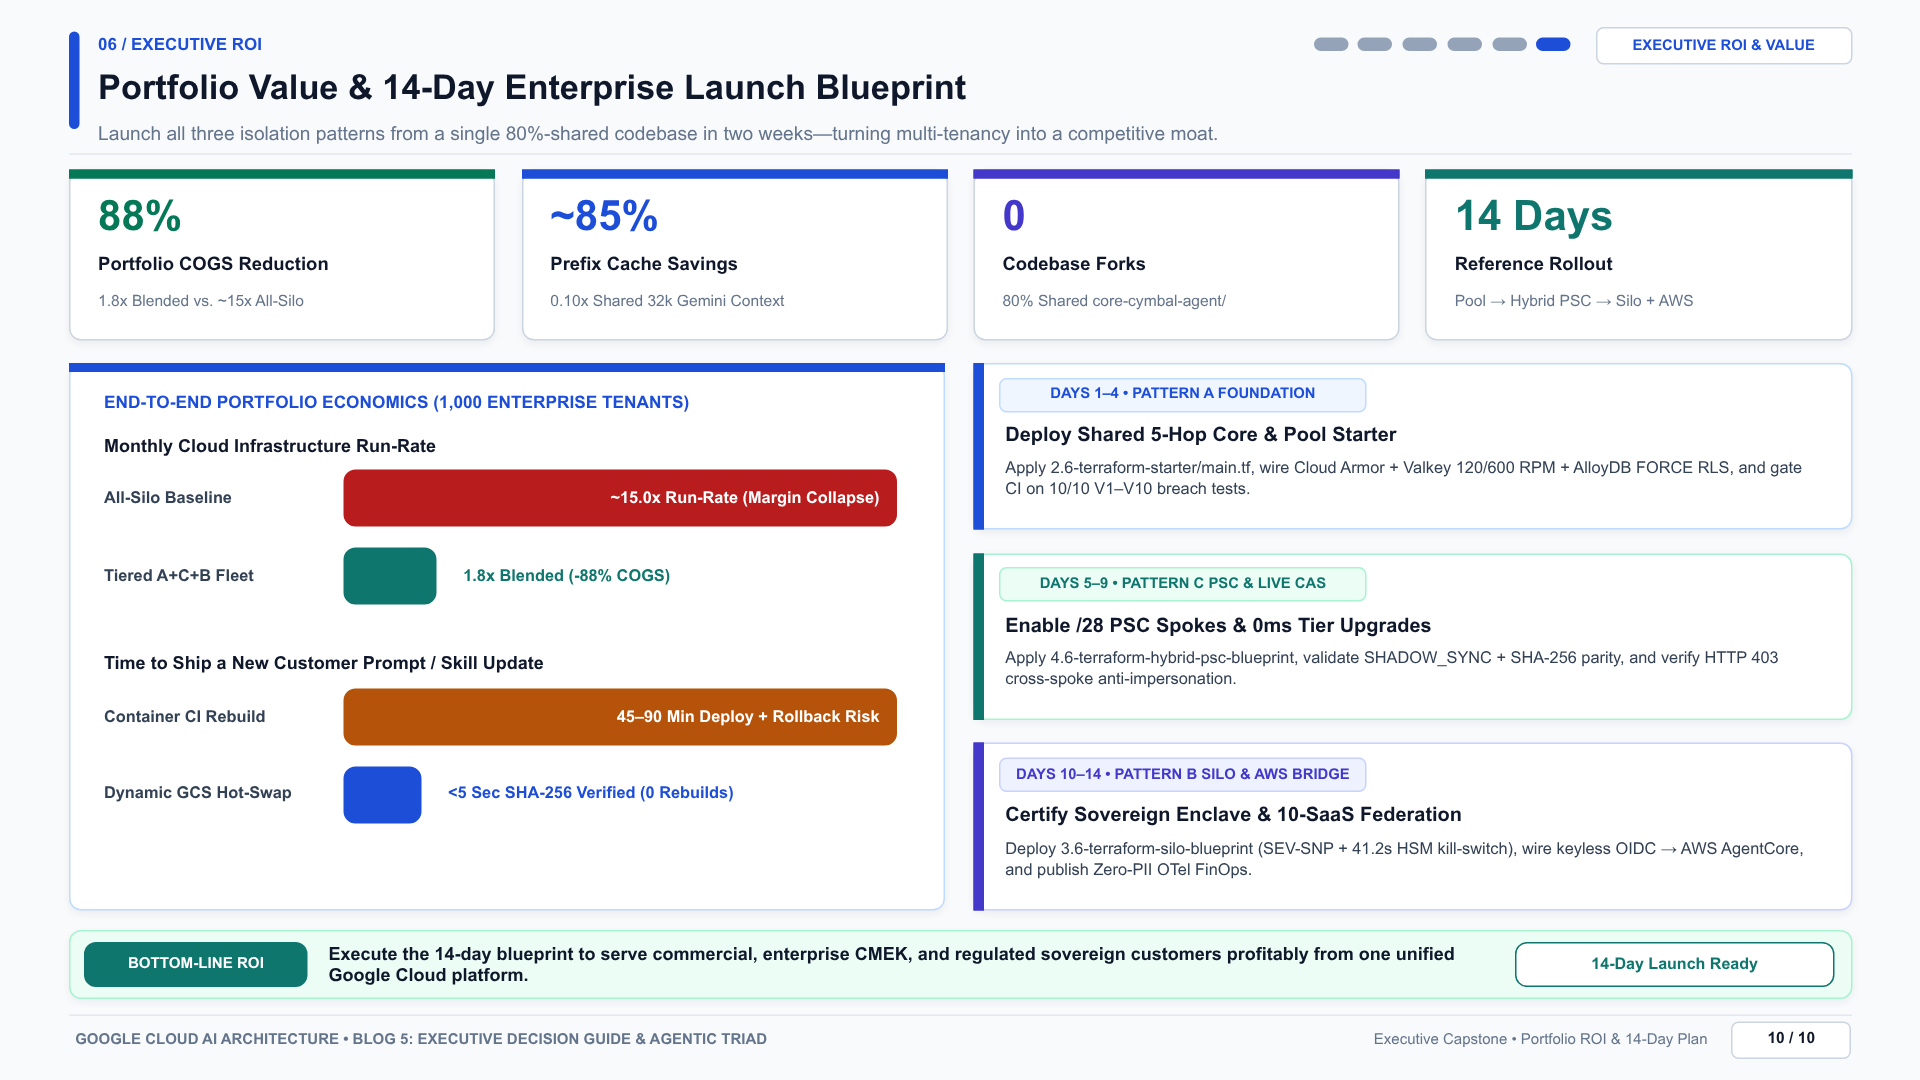 06 / EXECUTIVE ROI
EXECUTIVE ROI & VALUE
Portfolio Value & 14-Day Enterprise Launch Blueprint
Launch all three isolation patterns from a single 80%-shared codebase in two weeks—turning multi-tenancy into a competitive moat.
88%
Portfolio COGS Reduction
1.8x Blended vs. ~15x All-Silo
~85%
Prefix Cache Savings
0.10x Shared 32k Gemini Context
0
Codebase Forks
80% Shared core-cymbal-agent/
14 Days
Reference Rollout
Pool → Hybrid PSC → Silo + AWS
END-TO-END PORTFOLIO ECONOMICS (1,000 ENTERPRISE TENANTS)
Monthly Cloud Infrastructure Run-Rate
All-Silo Baseline
~15.0x Run-Rate (Margin Collapse)
Tiered A+C+B Fleet
1.8x Blended (-88% COGS)
Time to Ship a New Customer Prompt / Skill Update
Container CI Rebuild
45–90 Min Deploy + Rollback Risk
Dynamic GCS Hot-Swap
<5 Sec SHA-256 Verified (0 Rebuilds)
DAYS 1–4 • PATTERN A FOUNDATION
Deploy Shared 5-Hop Core & Pool Starter
Apply 2.6-terraform-starter/main.tf, wire Cloud Armor + Valkey 120/600 RPM + AlloyDB FORCE RLS, and gate
CI on 10/10 V1–V10 breach tests.
DAYS 5–9 • PATTERN C PSC & LIVE CAS
Enable /28 PSC Spokes & 0ms Tier Upgrades
Apply 4.6-terraform-hybrid-psc-blueprint, validate SHADOW_SYNC + SHA-256 parity, and verify HTTP 403
cross-spoke anti-impersonation.
DAYS 10–14 • PATTERN B SILO & AWS BRIDGE
Certify Sovereign Enclave & 10-SaaS Federation
Deploy 3.6-terraform-silo-blueprint (SEV-SNP + 41.2s HSM kill-switch), wire keyless OIDC → AWS AgentCore,
and publish Zero-PII OTel FinOps.
BOTTOM-LINE ROI
Execute the 14-day blueprint to serve commercial, enterprise CMEK, and regulated sovereign customers profitably from one unified
Google Cloud platform.
14-Day Launch Ready
GOOGLE CLOUD AI ARCHITECTURE • BLOG 5: EXECUTIVE DECISION GUIDE & AGENTIC TRIAD
Executive Capstone • Portfolio ROI & 14-Day Plan
10 / 10